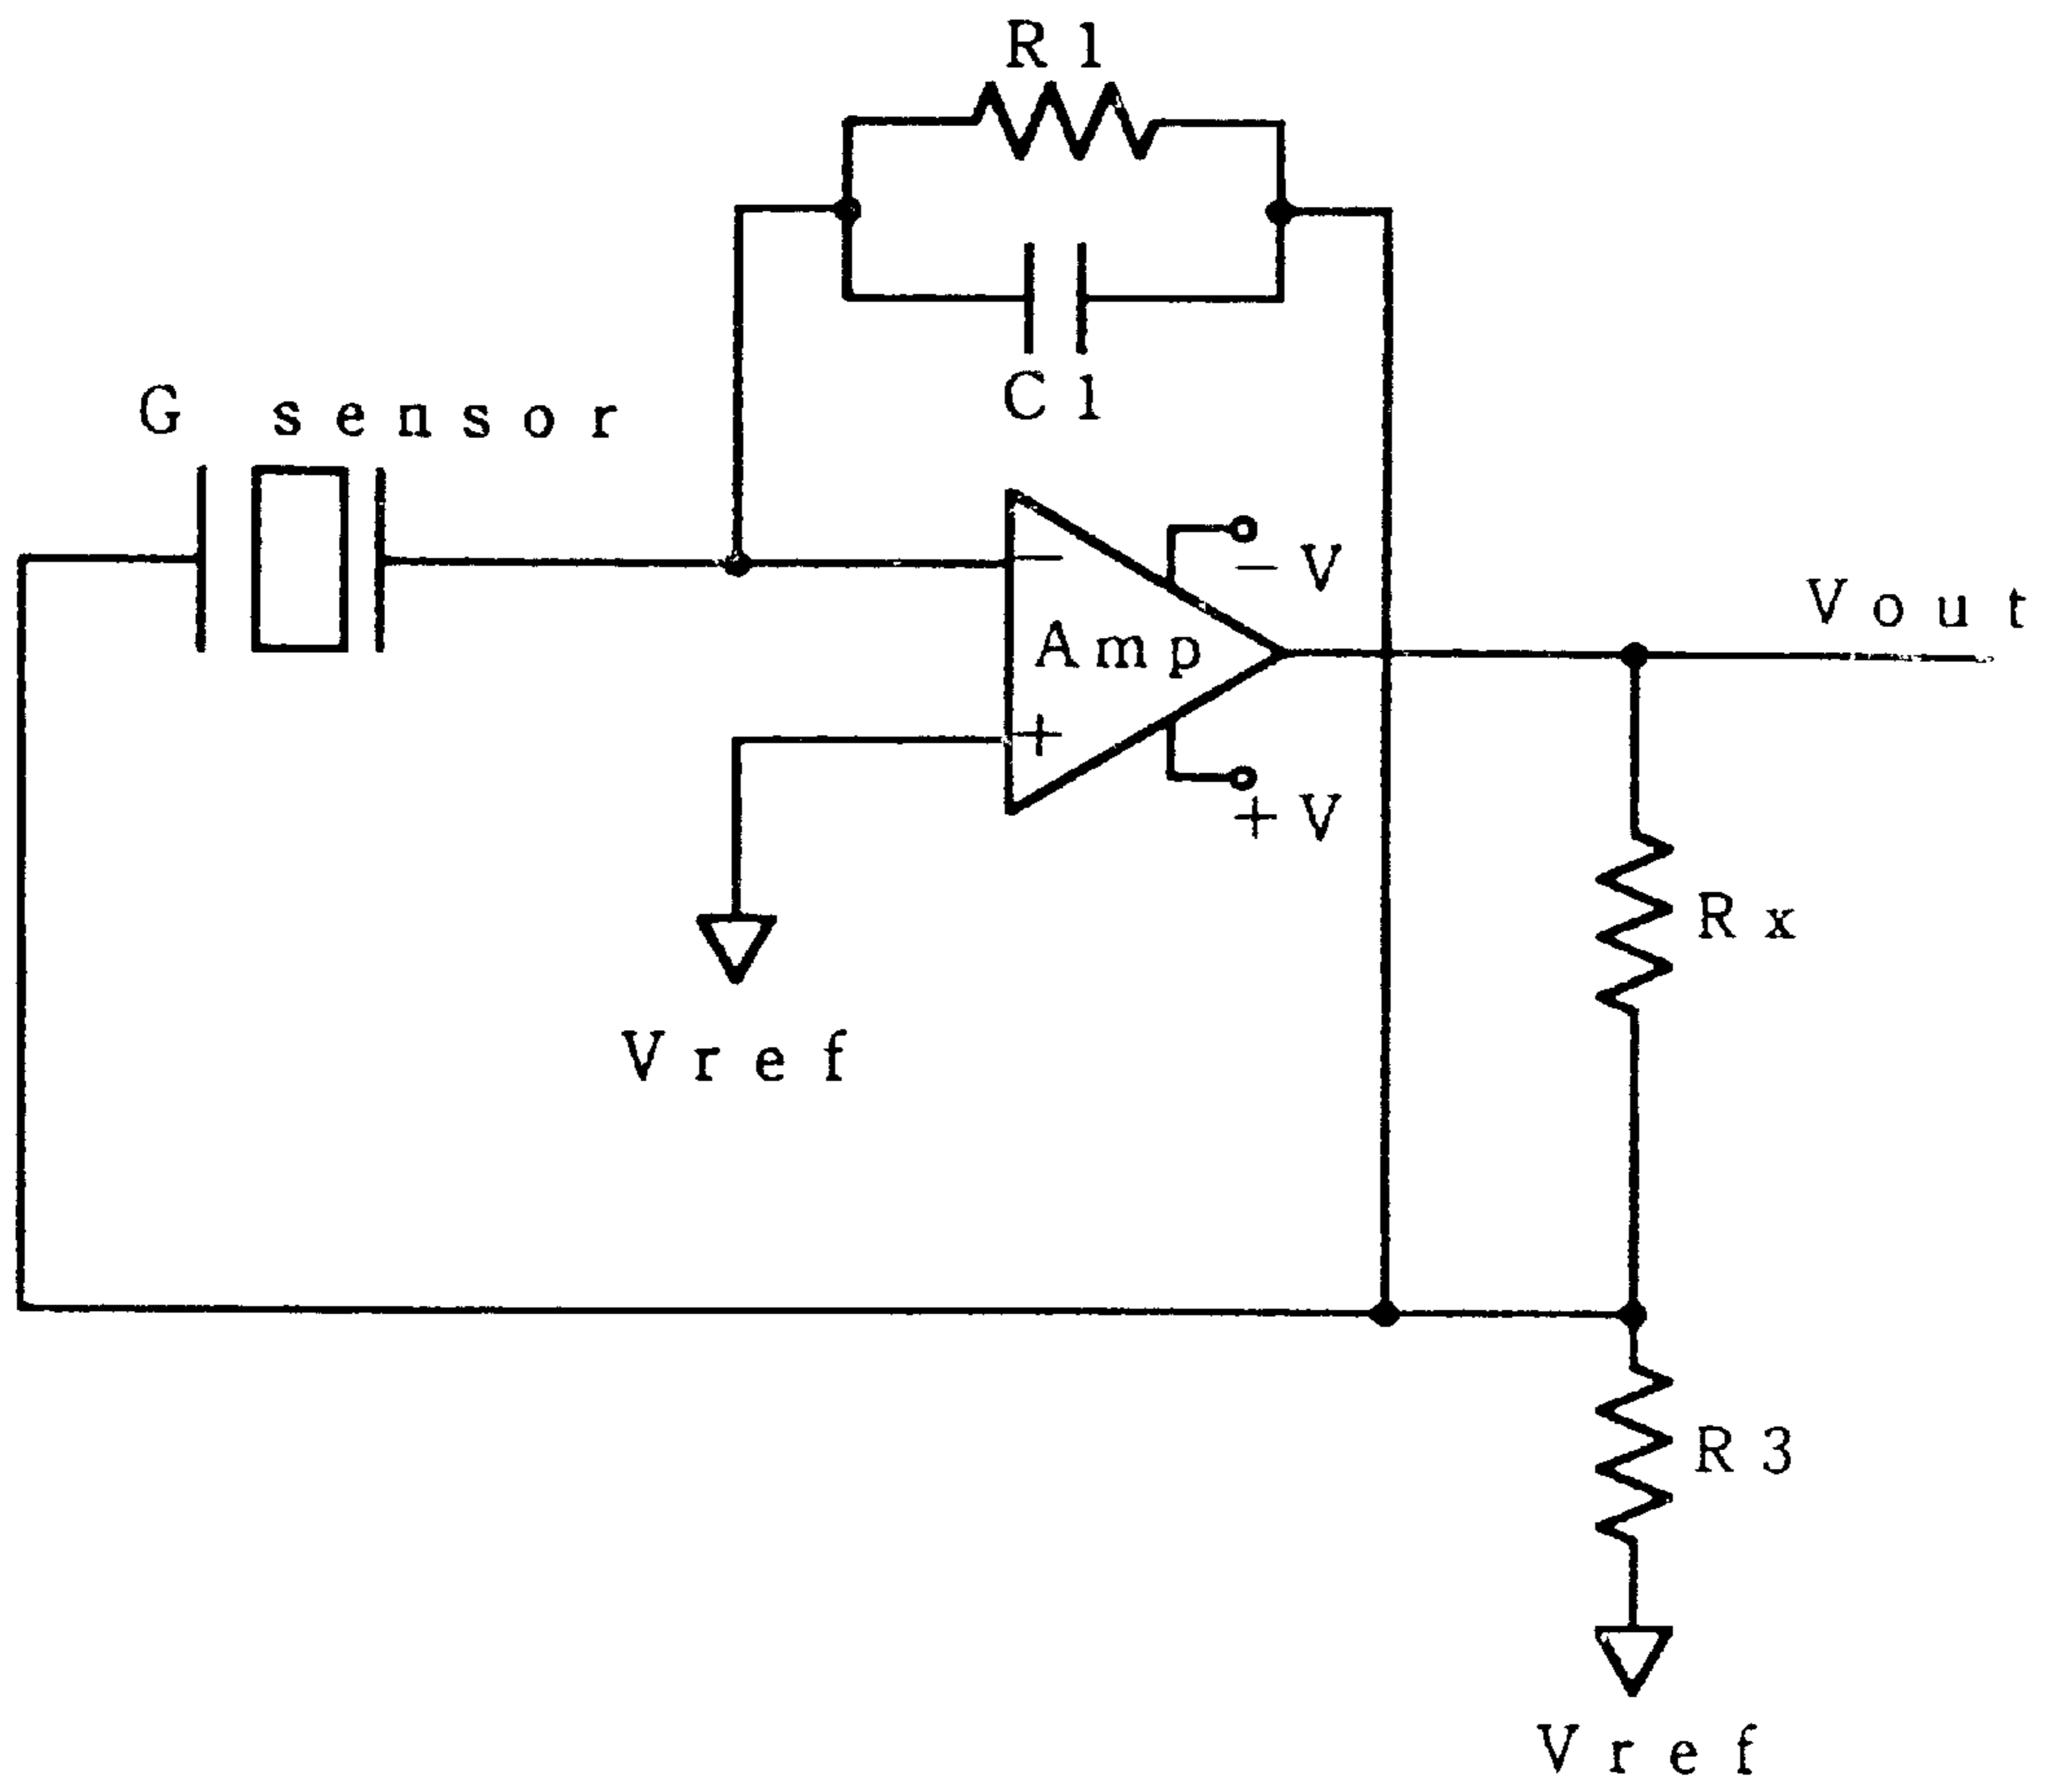 R1
C1
G sensor
−V
Vout
Amp
−
+
+V
Rx
Vref
R3
Vref